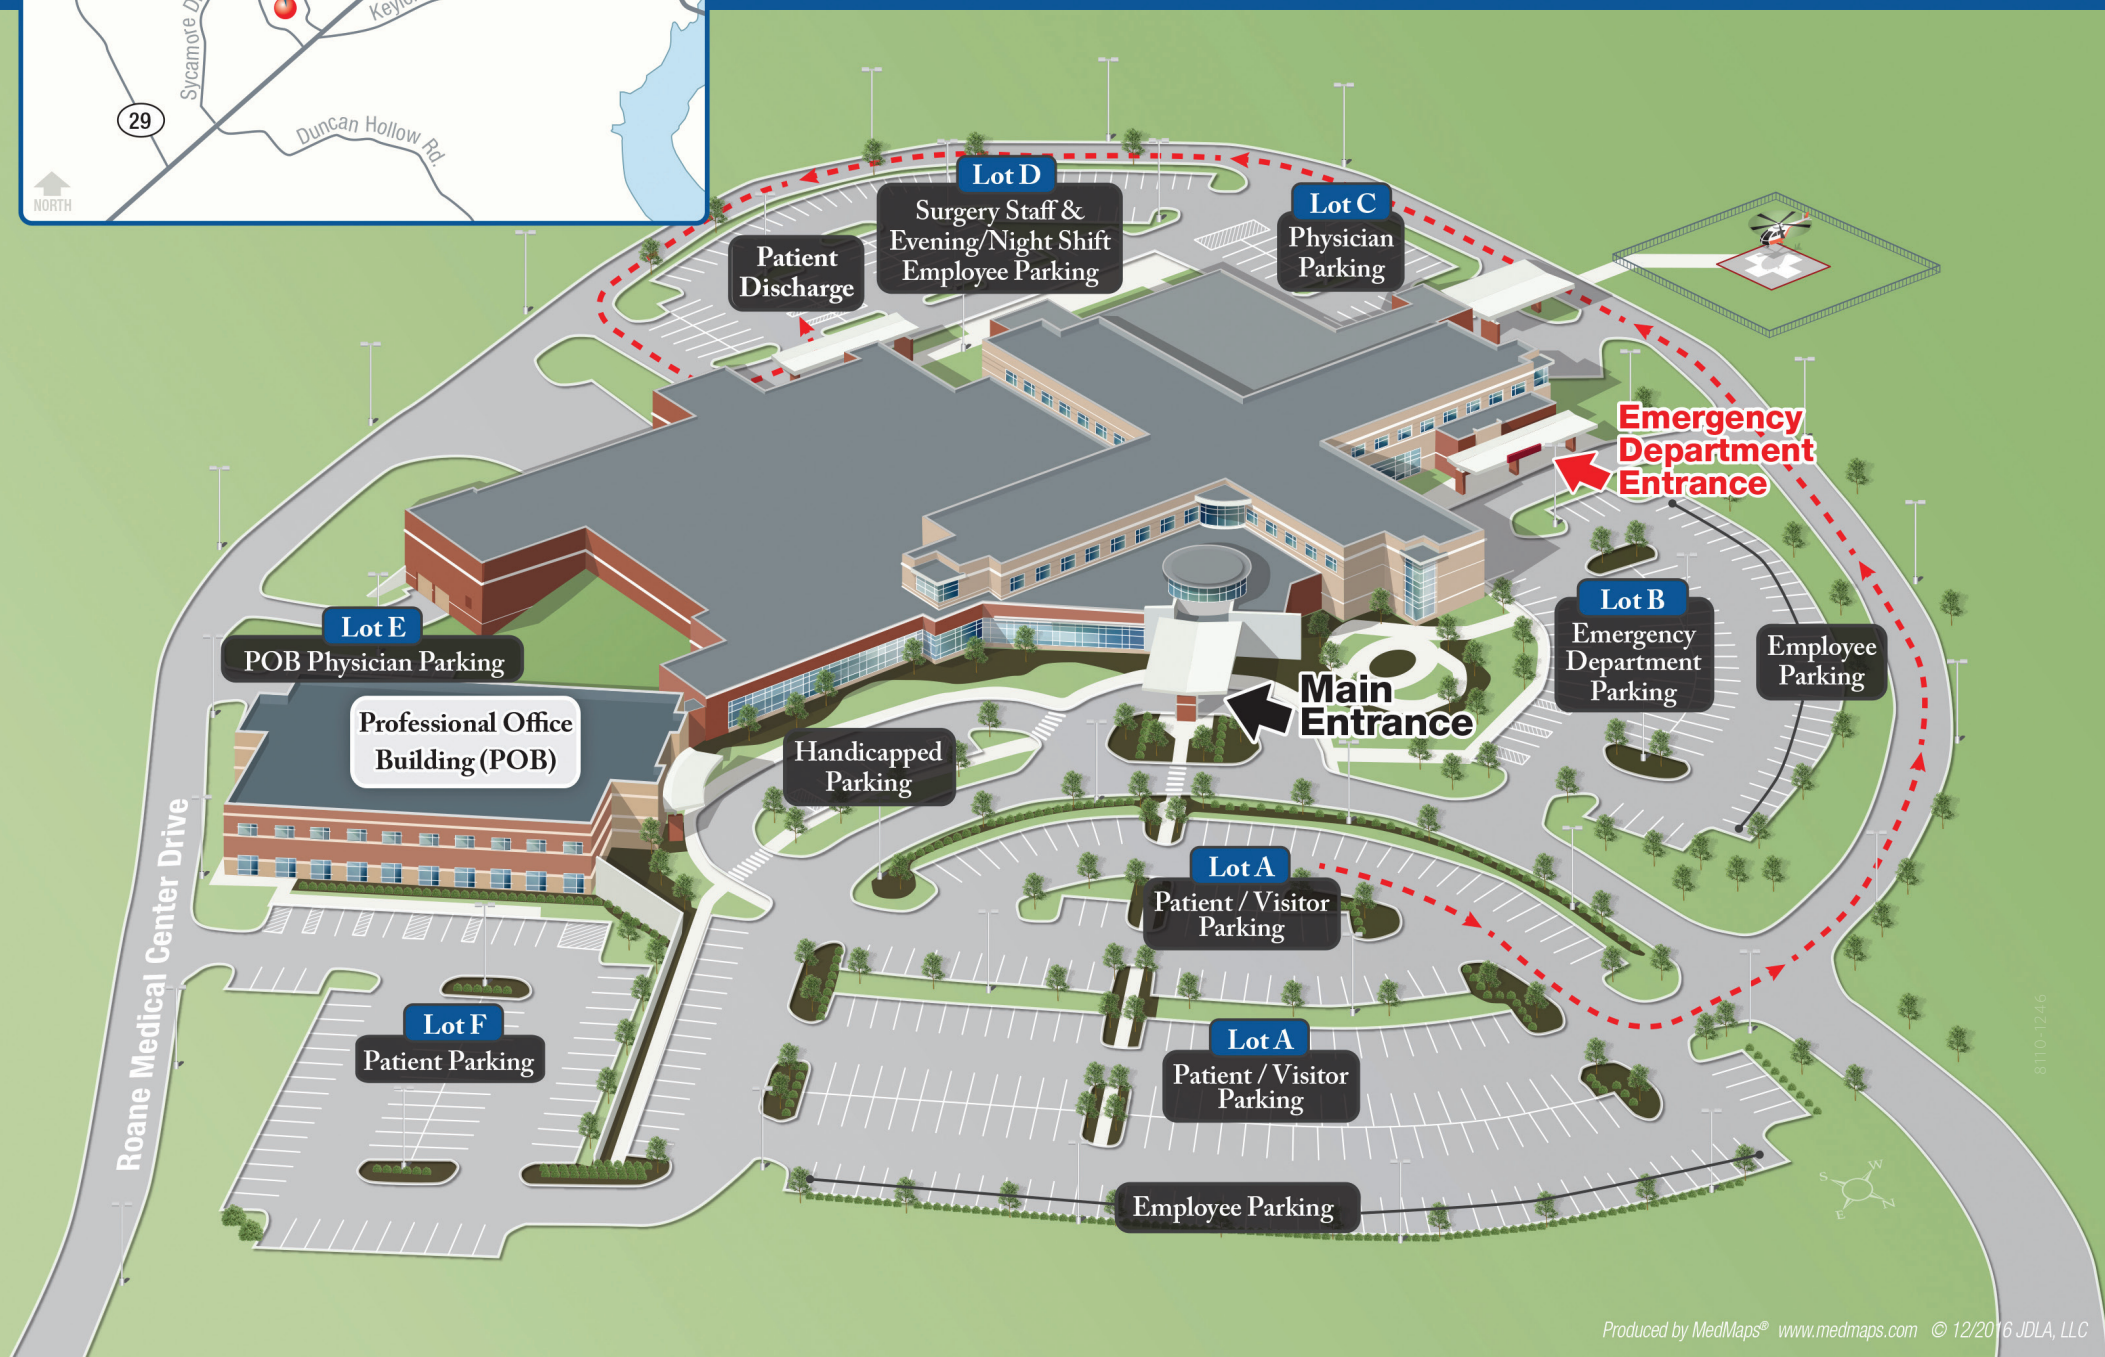 Sycamore D
Keylo
29
Duncan Hollow Rd.
NORTH
Lot D
Surgery Staff &
Evening/Night Shift
Employee Parking
Lot C
Physician
Parking
Patient
Discharge
Emergency
Department
Entrance
Lot B
Emergency
Department
Parking
Employee
Parking
Lot E
POB Physician Parking
Professional Office
Building (POB)
Main
Entrance
Handicapped
Parking
Lot A
Patient / Visitor
Parking
Roane Medical Center Drive
Lot F
Patient Parking
Lot A
Patient / Visitor
Parking
Employee Parking
S
W
E
N
8110-1246
Produced by MedMaps® www.medmaps.com © 12/2016 JDLA, LLC